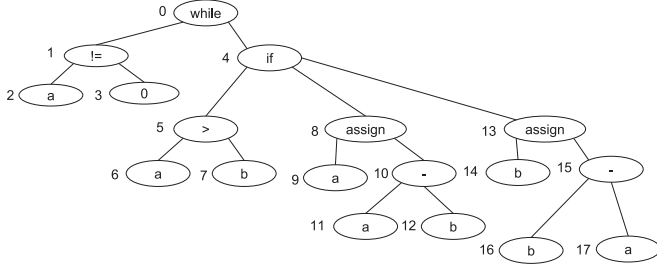 0 while
1 != 4 if
2 a 3 0
5 > 8 assign 13 assign
6 a 7 b 9 a 10 - 14 b 15 -
11 a 12 b
16 b 17 a